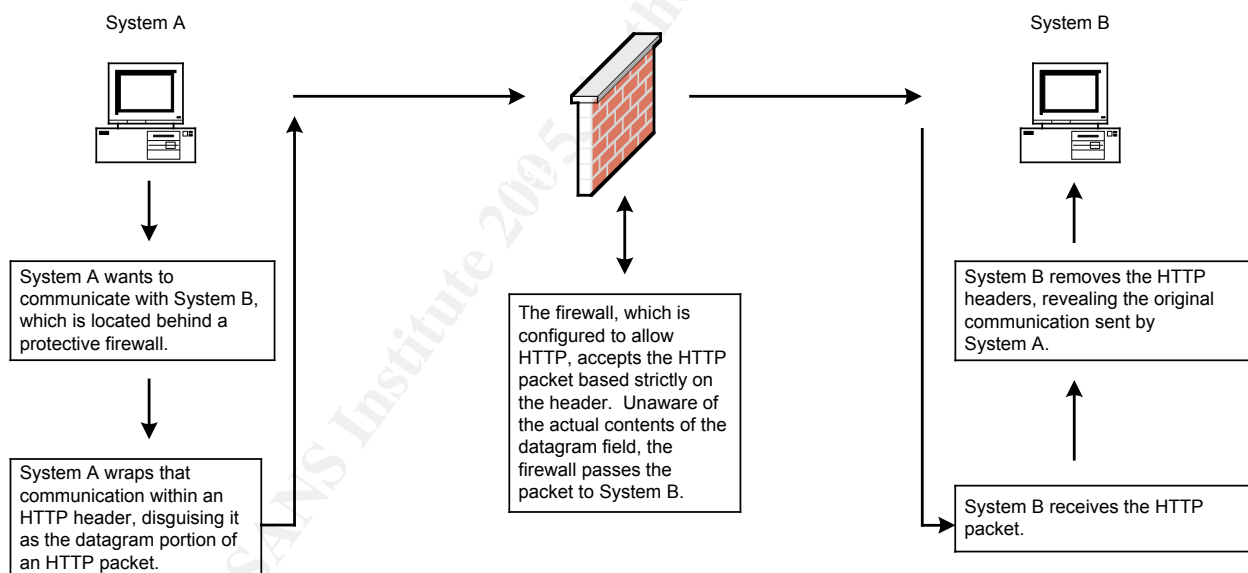 System A
System B
System A wants to
communicate with System B,
which is located behind a
protective firewall.
System A wraps that
communication within an
HTTP header, disguising it
as the datagram portion of
an HTTP packet.
The firewall, which is
configured to allow
HTTP, accepts the HTTP
packet based strictly on
the header.  Unaware of
the actual contents of the
datagram field, the
firewall passes the
packet to System B.
System B removes the HTTP
headers, revealing the original
communication sent by
System A.
System B receives the HTTP
packet.
SANS Institute 2005,